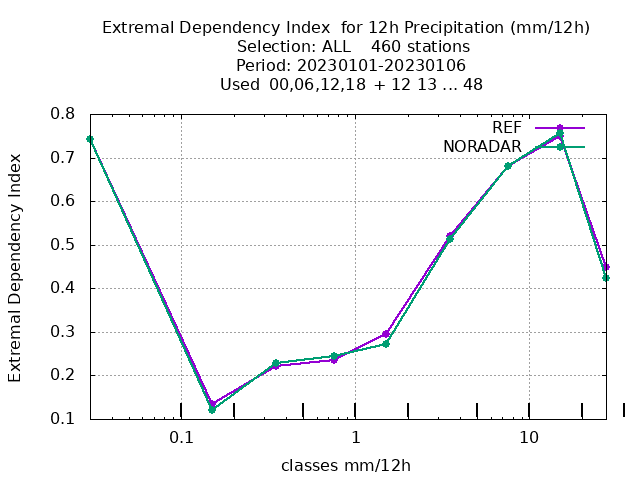 Extremal Dependency Index  for 12h Precipitation (mm/12h)
Selection: ALL    460 stations
Period: 20230101-20230106
Used  00,06,12,18  + 12 13 ... 48
REF
NORADAR
Extremal Dependency Index
0.8
0.7
0.6
0.5
0.4
0.3
0.2
0.1
0.1 1 10
classes mm/12h